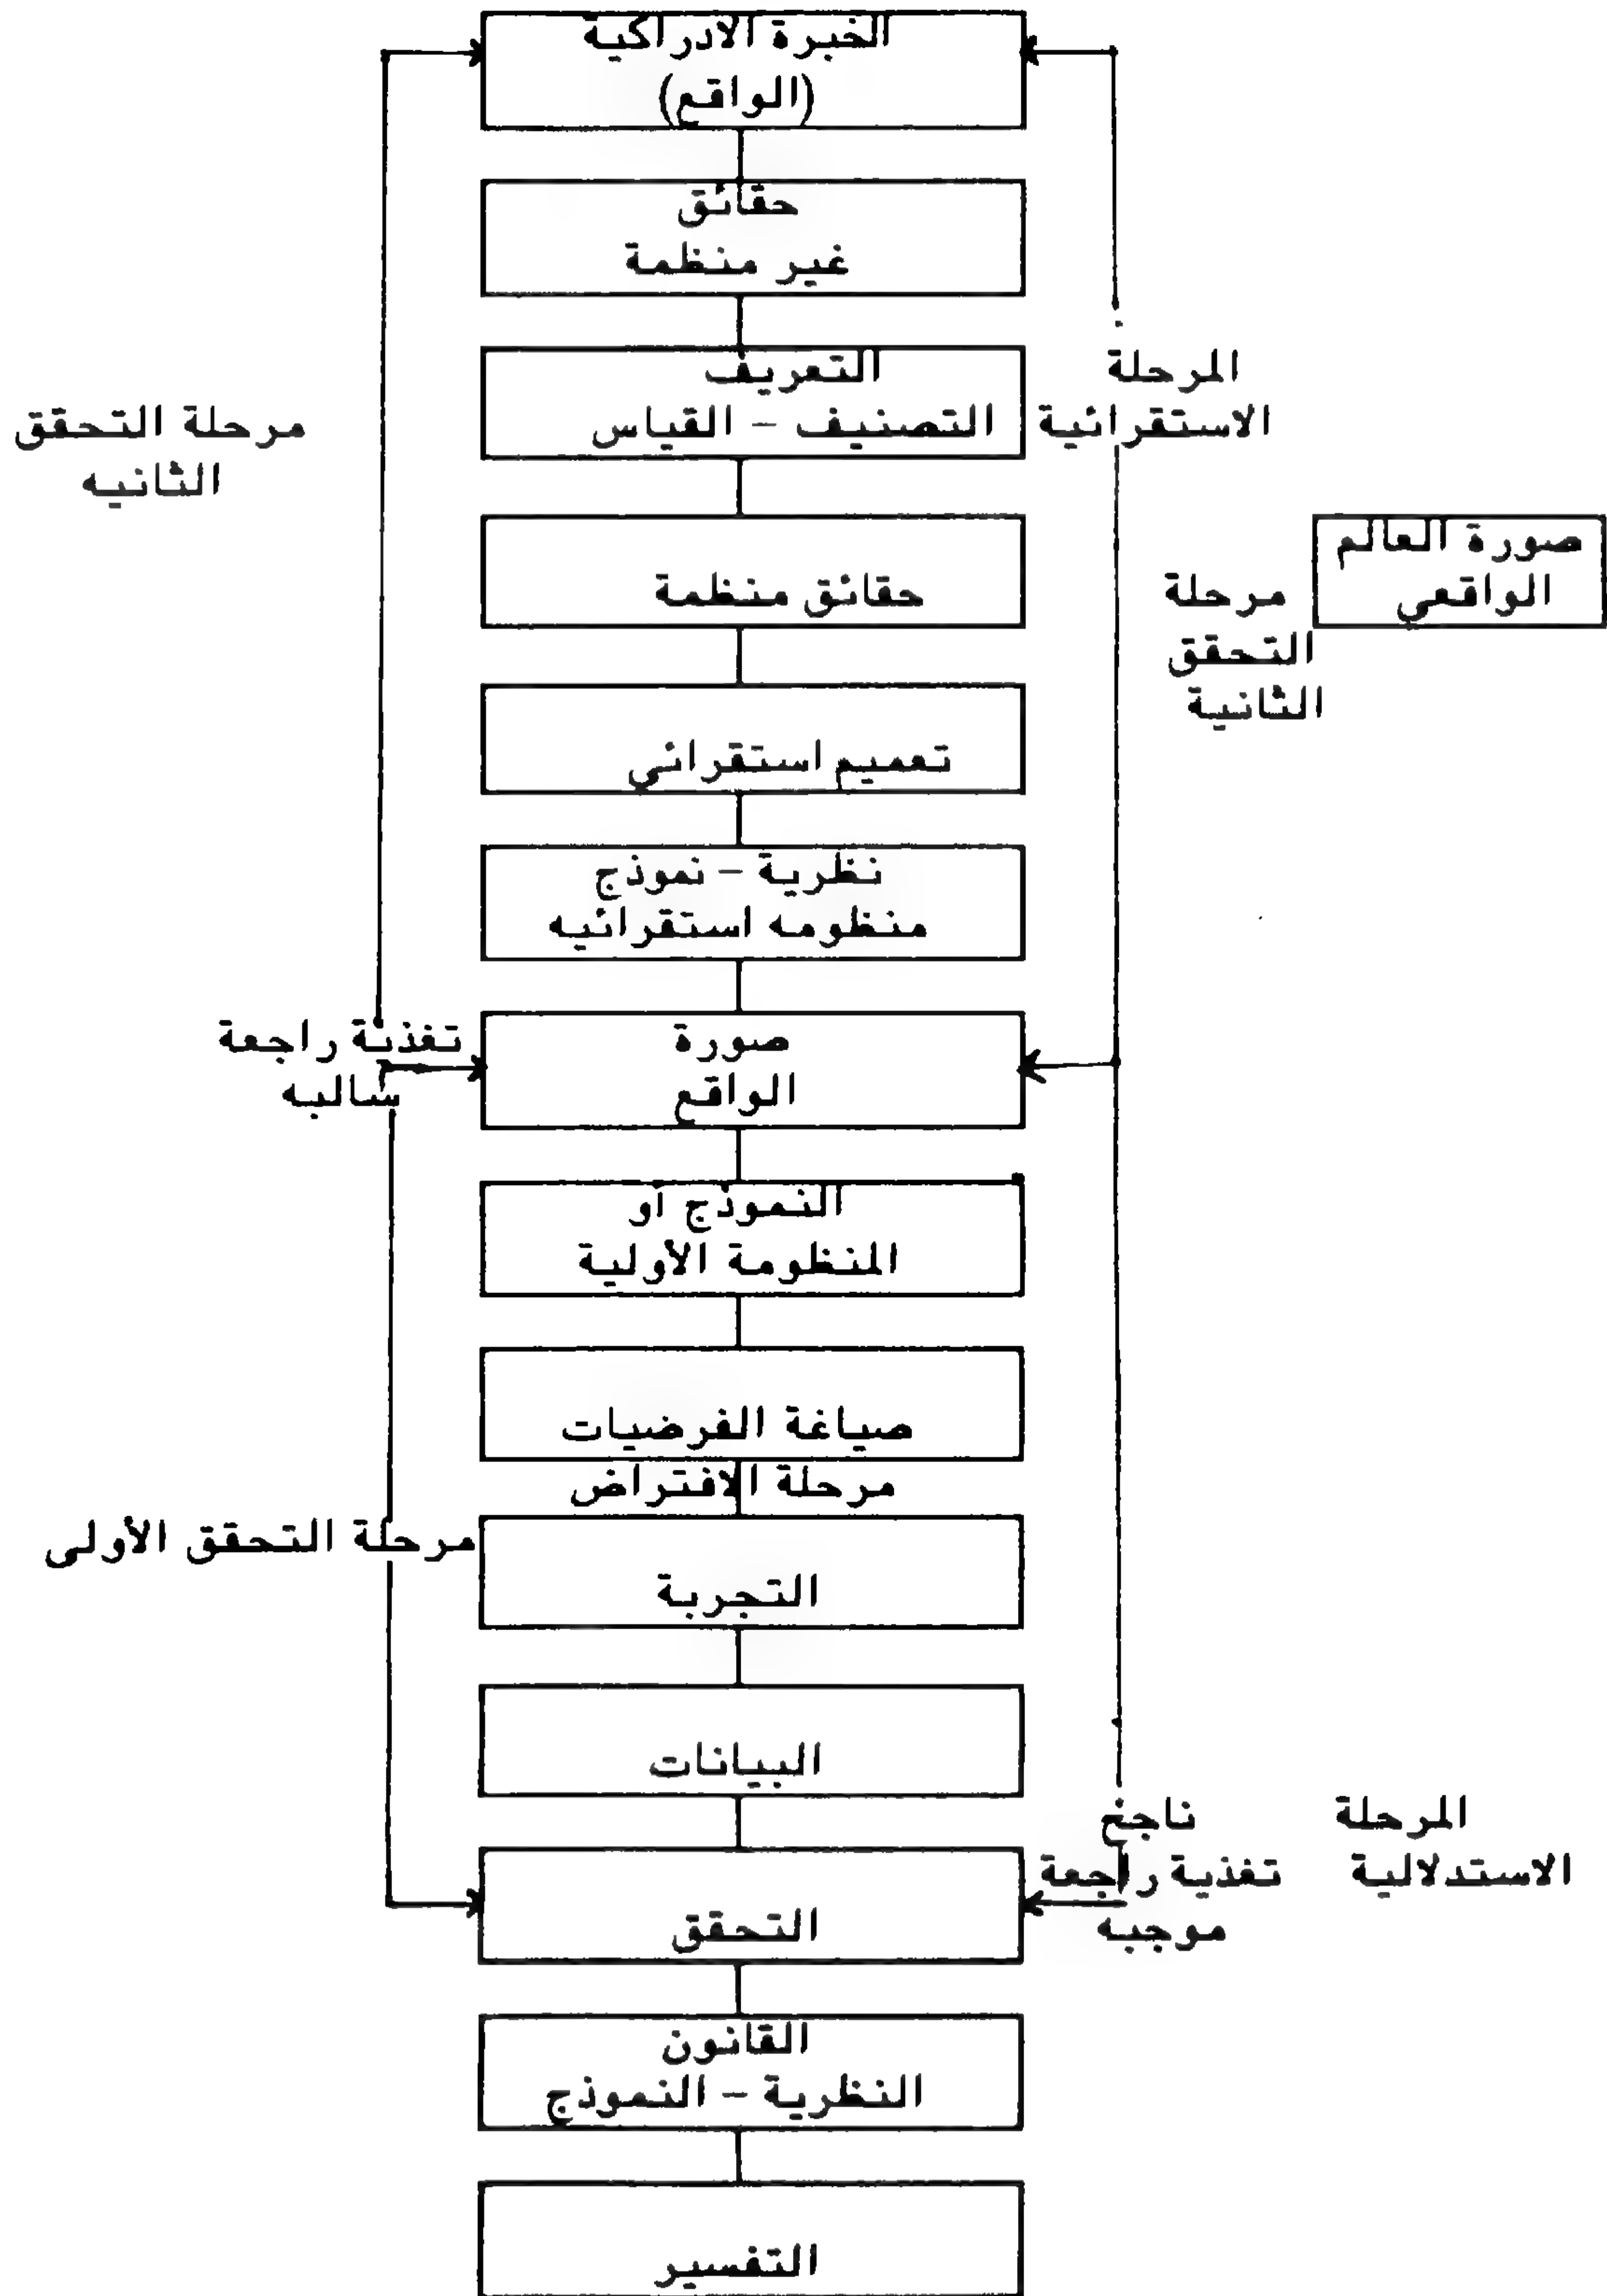 الخبرة الادراكية
(الواقع)
حقائق
غير منظمة
التعريف
التصنيف – القياس
المرحلة
الاستقرائية
مرحلة التحقق
الثانيه
حقائق منظمة
صورة العالم
الواقعي
مرحلة
التحقق
الثانية
تعميم استقرائي
نظرية – نموذج
منظومه استقرائيه
صورة
الواقع
تغذية راجعة
سالبه
النموذج أو
المنظومة الأولية
صياغة الفرضيات
مرحلة الافتراض
مرحلة التحقق الأولى
التجربة
البيانات
المرحلة
الاستدلالية
ناجح
تغذية راجعة
موجبه
التحقق
القانون
النظرية – النموذج
التفسير